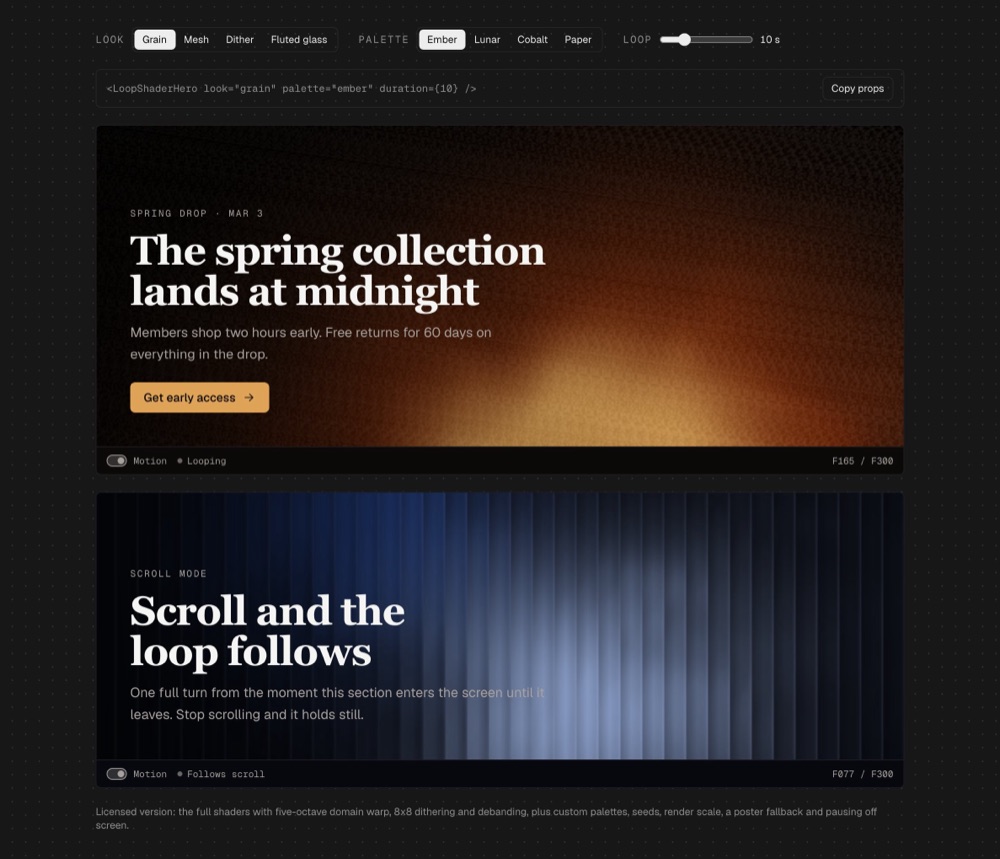 LOOK Grain Mesh Dither Fluted glass PALETTE Ember Lunar Cobalt Paper LOOP 10 s
<LoopShaderHero look="grain" palette="ember" duration={10} /> Copy props
SPRING DROP · MAR 3
The spring collection
lands at midnight
Members shop two hours early. Free returns for 60 days on
everything in the drop.
Get early access →
Motion Looping F165 / F300
SCROLL MODE
Scroll and the
loop follows
One full turn from the moment this section enters the screen until it
leaves. Stop scrolling and it holds still.
Motion Follows scroll F077 / F300
Licensed version: the full shaders with five-octave domain warp, 8x8 dithering and debanding, plus custom palettes, seeds, render scale, a poster fallback and pausing off
screen.